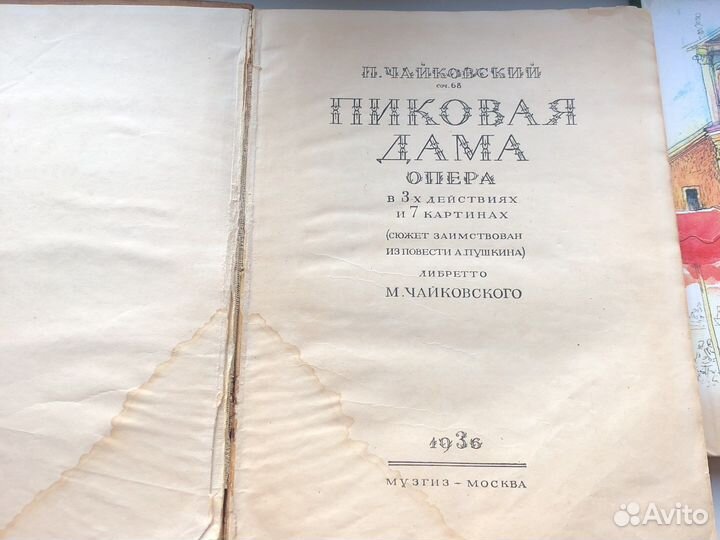 П. ЧАЙКОВСКИЙ
соч. 68
ПИКОВАЯ
ДАМА
ОПЕРА
В 3Х ДЕЙСТВИЯХ
И 7 КАРТИНАХ
(СЮЖЕТ ЗАИМСТВОВАН
ИЗ ПОВЕСТИ А.ПУШКИНА)
ЛИБРЕТТО
М.ЧАЙКОВСКОГО
1936
МУЗГИЗ – МОСКВА
Avito